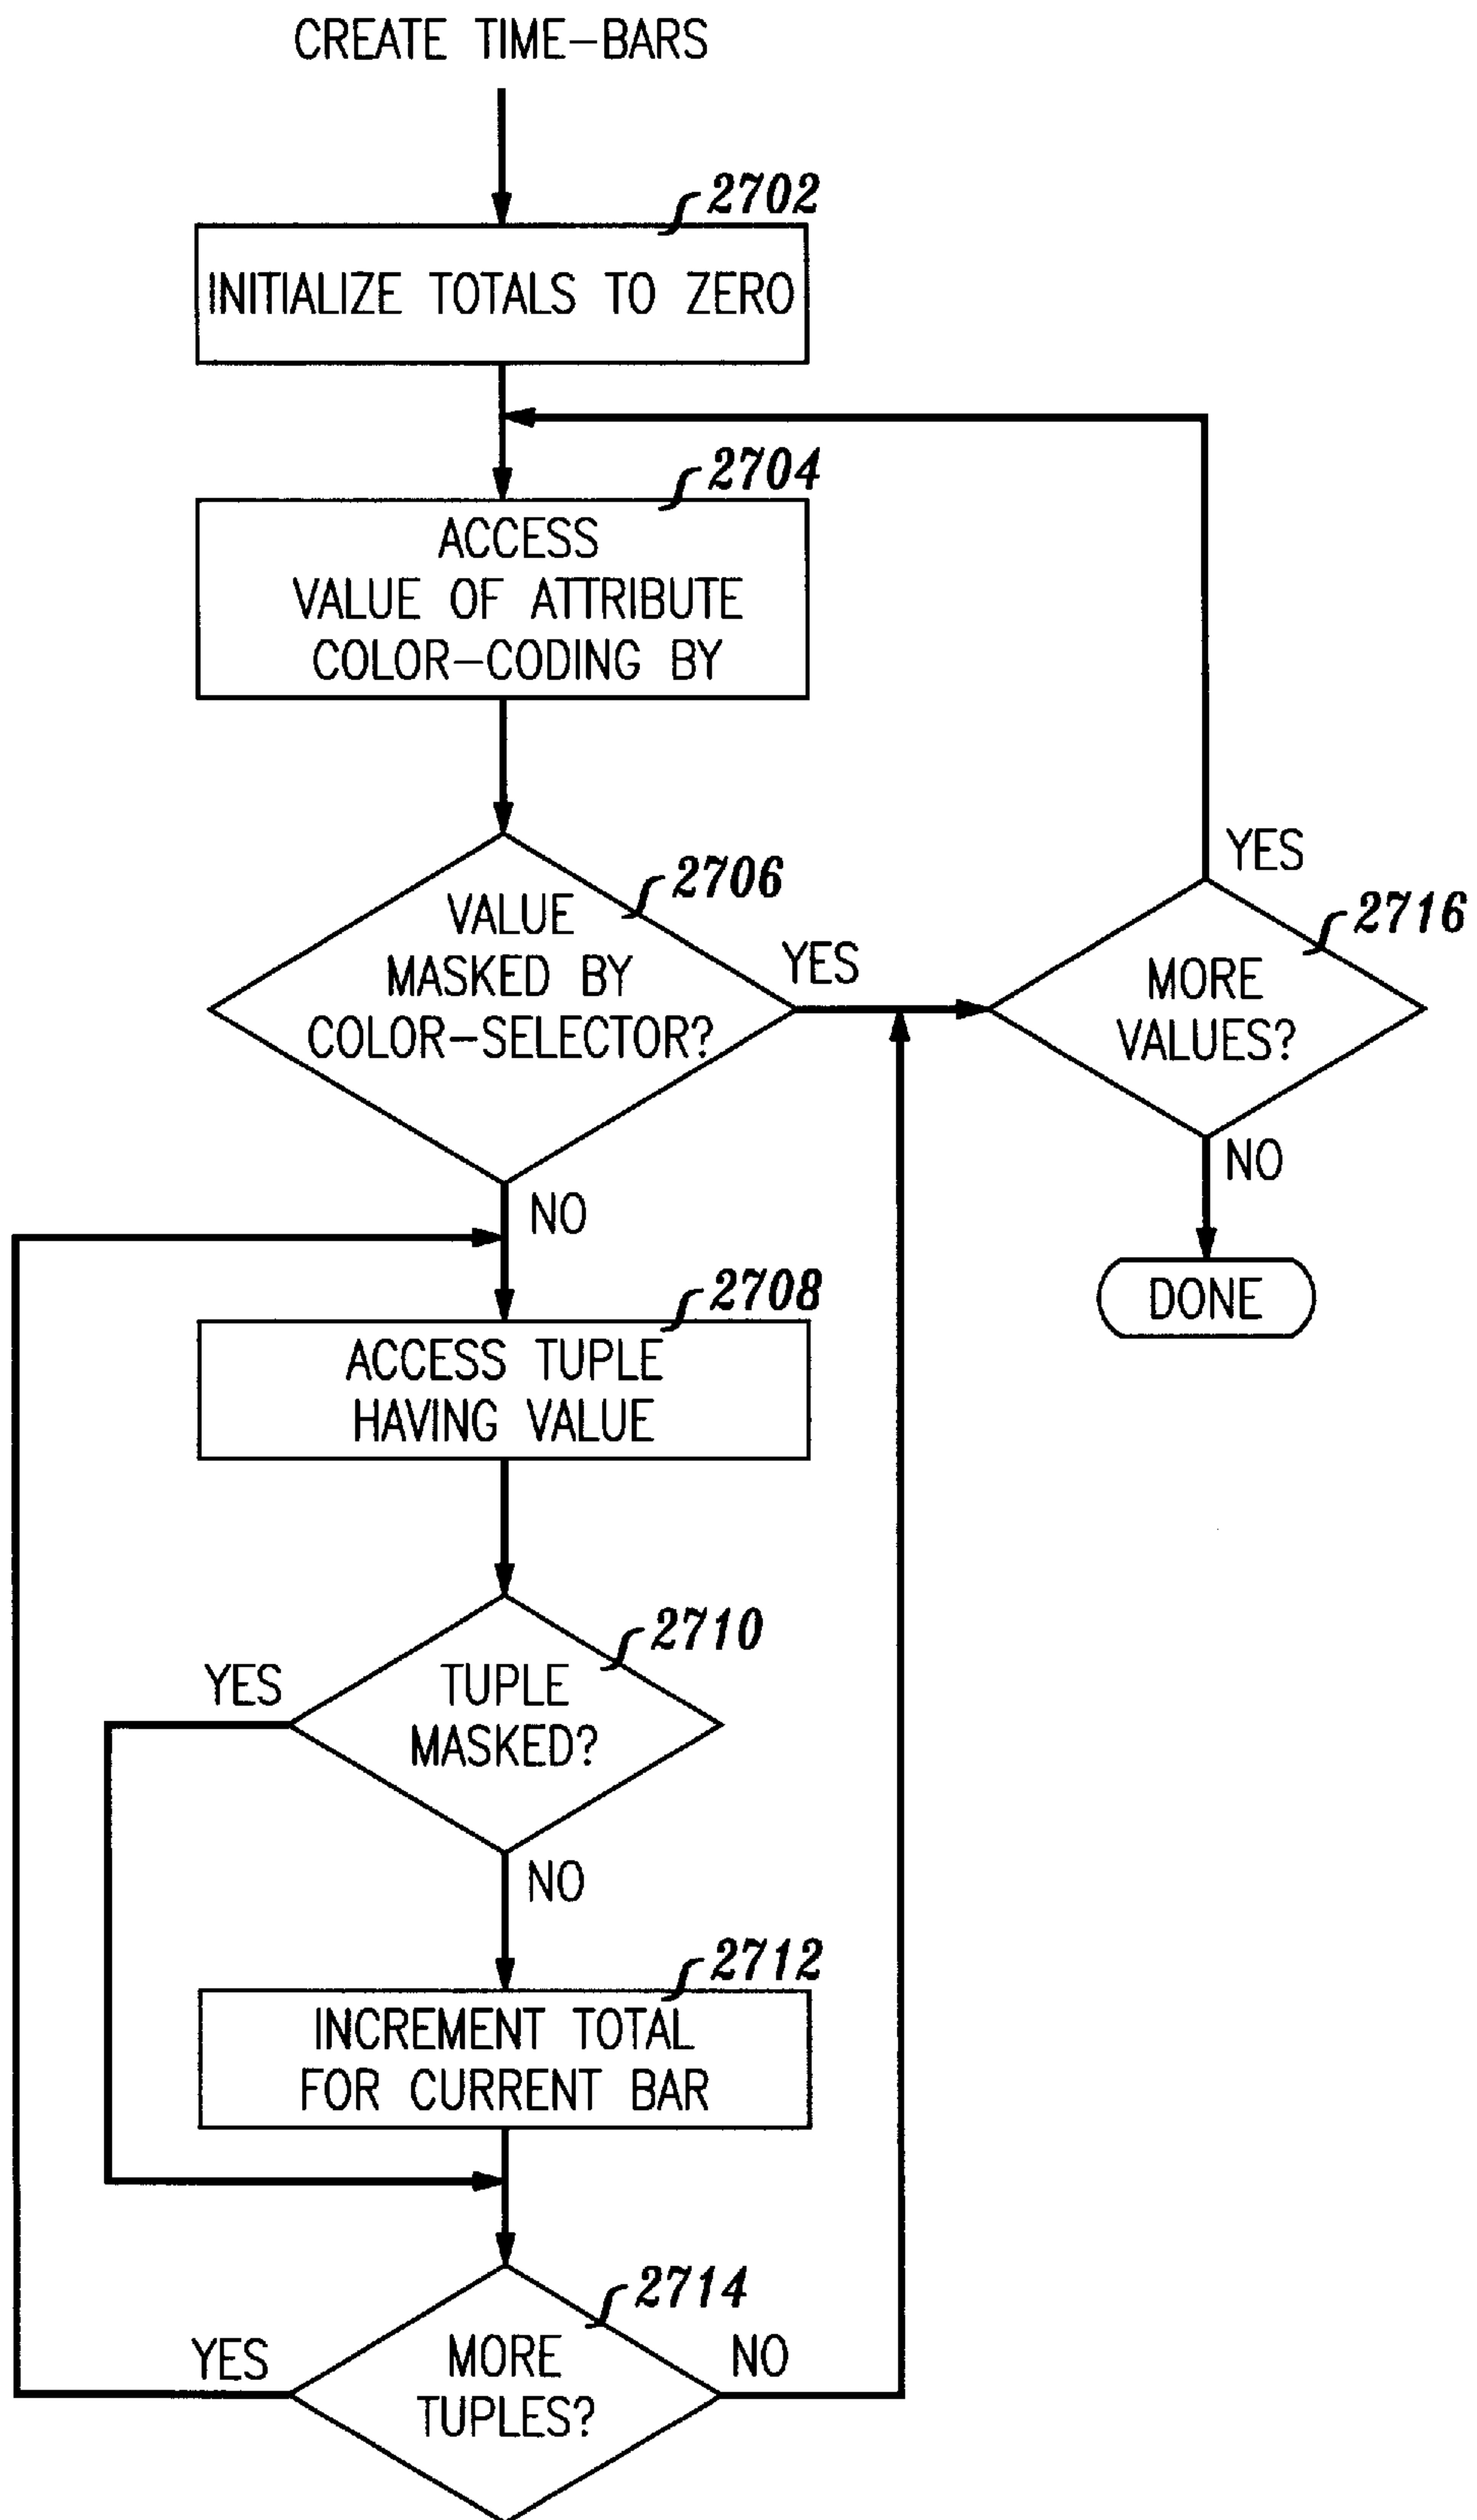 CREATE TIME-BARS
2702
INITIALIZE TOTALS TO ZERO
2704
ACCESS
VALUE OF ATTRIBUTE
COLOR-CODING BY
2706
VALUE
MASKED BY
COLOR-SELECTOR?
YES
NO
YES
2716
MORE
VALUES?
NO
DONE
2708
ACCESS TUPLE
HAVING VALUE
2710
TUPLE
MASKED?
YES
NO
2712
INCREMENT TOTAL
FOR CURRENT BAR
2714
MORE
TUPLES?
YES
NO